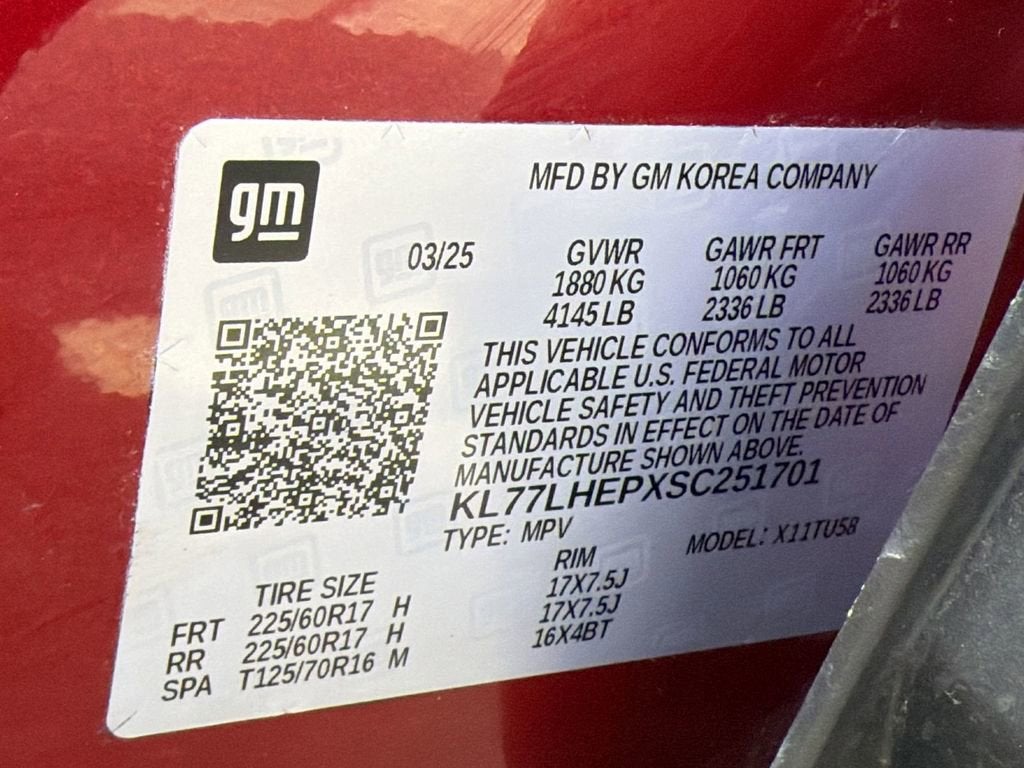 gm
MFD BY GM KOREA COMPANY
03/25 GVWR GAWR FRT GAWR RR
1880 KG 1060 KG 1060 KG
4145 LB 2336 LB 2336 LB
THIS VEHICLE CONFORMS TO ALL
APPLICABLE U.S. FEDERAL MOTOR
VEHICLE SAFETY AND THEFT PREVENTION
STANDARDS IN EFFECT ON THE DATE OF
MANUFACTURE SHOWN ABOVE.
KL77LHEPXSC251701
TYPE: MPV MODEL: X11TU58
TIRE SIZE RIM
FRT 225/60R17 H 17X7.5J
RR 225/60R17 H 17X7.5J
SPA T125/70R16 M 16X4BT